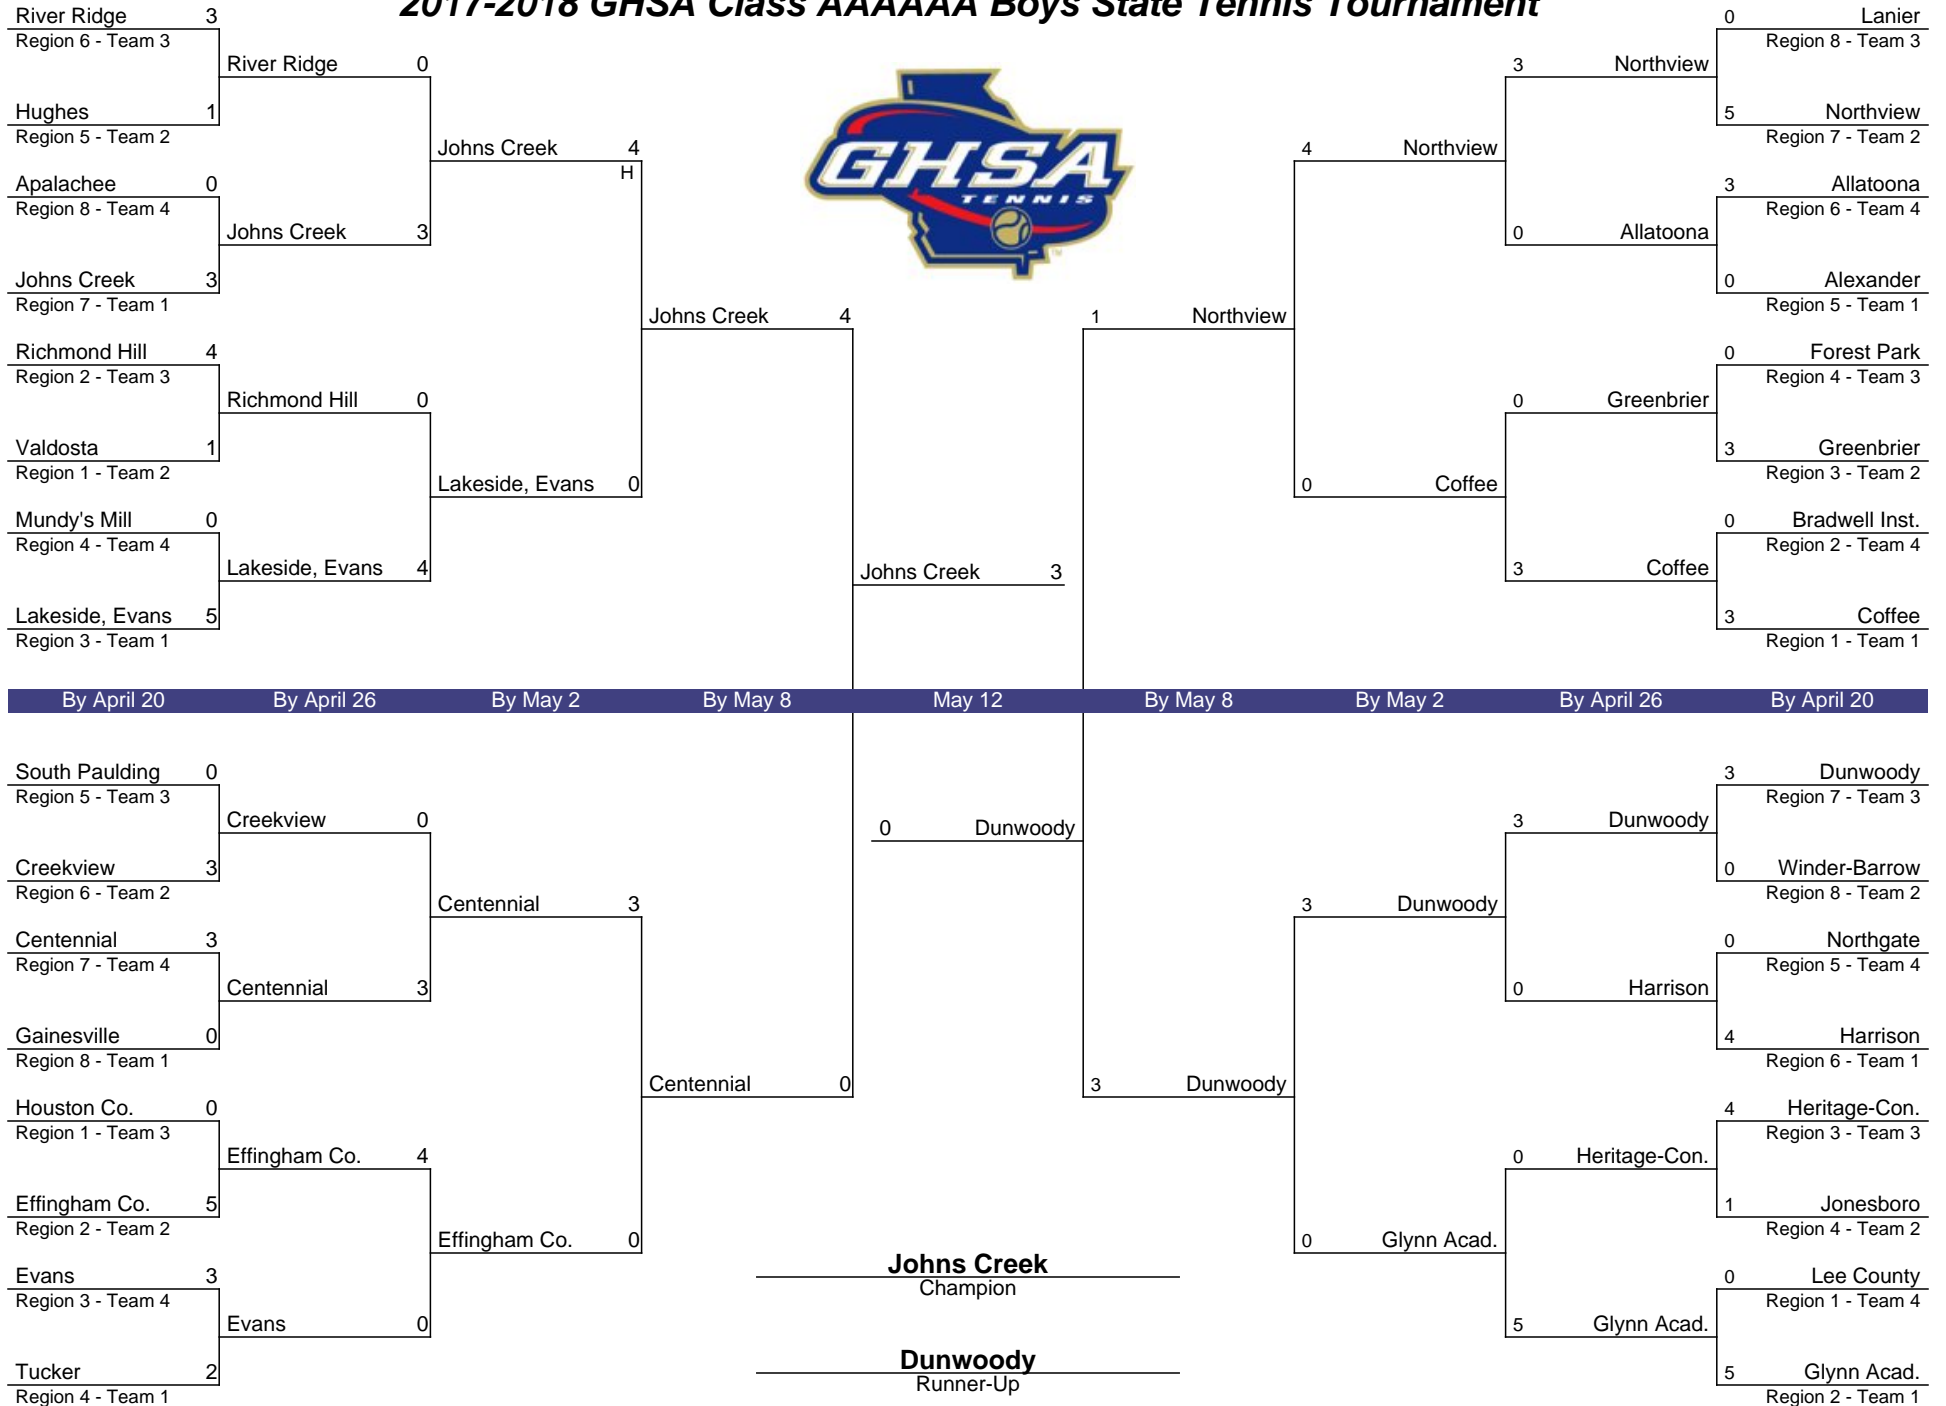 2017-2018 GHSA Class AAAAAA Boys State Tennis Tournament
River Ridge 3
Region 6 - Team 3
Hughes 1
Region 5 - Team 2
Apalachee 0
Region 8 - Team 4
Johns Creek 3
Region 7 - Team 1
Richmond Hill 4
Region 2 - Team 3
Valdosta 1
Region 1 - Team 2
Mundy's Mill 0
Region 4 - Team 4
Lakeside, Evans 5
Region 3 - Team 1
River Ridge 0
Johns Creek 3
Richmond Hill 0
Lakeside, Evans 4
Johns Creek 4
H
Lakeside, Evans 0
Johns Creek 4
Johns Creek 3
GHSA
TENNIS
TM
1 Northview
4 Northview
0 Coffee
3 Northview
0 Allatoona
0 Greenbrier
3 Coffee
0 Lanier
Region 8 - Team 3
5 Northview
Region 7 - Team 2
3 Allatoona
Region 6 - Team 4
0 Alexander
Region 5 - Team 1
0 Forest Park
Region 4 - Team 3
3 Greenbrier
Region 3 - Team 2
0 Bradwell Inst.
Region 2 - Team 4
3 Coffee
Region 1 - Team 1
By April 20 By April 26 By May 2 By May 8 May 12 By May 8 By May 2 By April 26 By April 20
South Paulding 0
Region 5 - Team 3
Creekview 3
Region 6 - Team 2
Centennial 3
Region 7 - Team 4
Gainesville 0
Region 8 - Team 1
Houston Co. 0
Region 1 - Team 3
Effingham Co. 5
Region 2 - Team 2
Evans 3
Region 3 - Team 4
Tucker 2
Region 4 - Team 1
Creekview 0
Centennial 3
Effingham Co. 4
Evans 0
Centennial 3
Effingham Co. 0
Centennial 0
0 Dunwoody
3 Dunwoody
3 Dunwoody
0 Glynn Acad.
3 Dunwoody
0 Harrison
0 Heritage-Con.
5 Glynn Acad.
3 Dunwoody
Region 7 - Team 3
0 Winder-Barrow
Region 8 - Team 2
0 Northgate
Region 5 - Team 4
4 Harrison
Region 6 - Team 1
4 Heritage-Con.
Region 3 - Team 3
1 Jonesboro
Region 4 - Team 2
0 Lee County
Region 1 - Team 4
5 Glynn Acad.
Region 2 - Team 1
Johns Creek
Champion
Dunwoody
Runner-Up